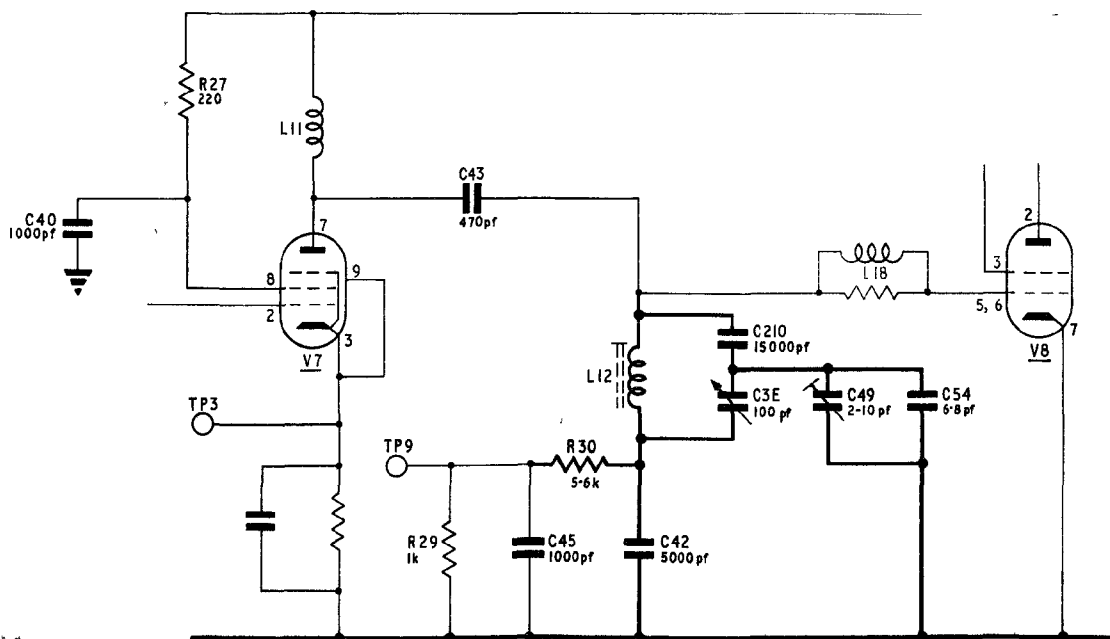 R27
220
L11
C43
470pf
C40
1000pf
7
8
9
2
3
V7
L18
2
3
5, 6
7
V8
C210
15000pf
L12
C3E
100 pf
C49
2-10 pf
C54
6·8 pf
TP3
TP9
R30
5·6k
R29
1k
C45
1000pf
C42
5000pf